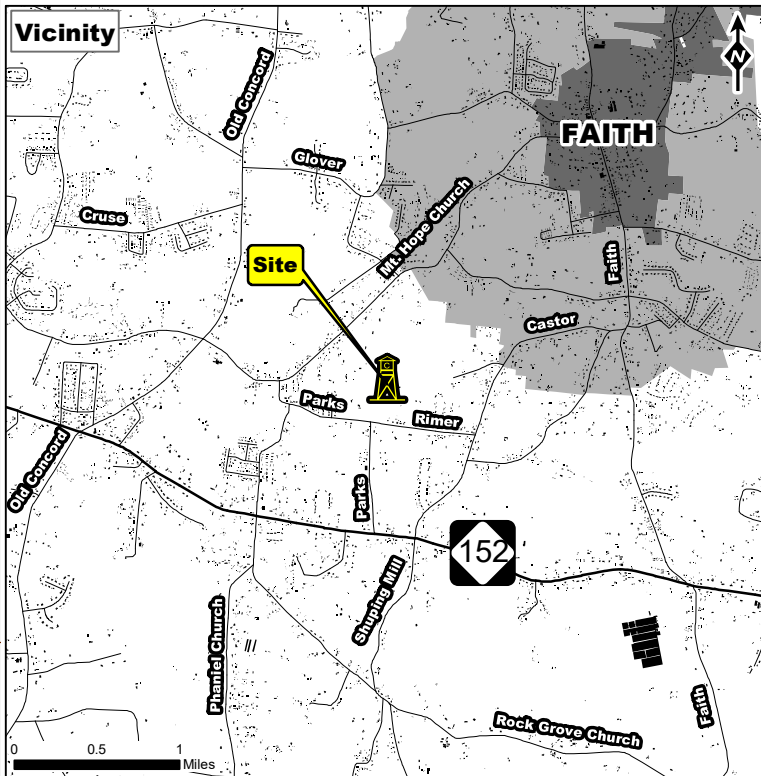 Vicinity
N
Old Concord
FAITH
Glover
Mt. Hope Church
Cruse
Site
Faith
Castor
C
Parks
Rimer
Old Concord
Parks
152
Shuping Mill
Phaniel Church
Faith
Rock Grove Church
0 0.5 1
Miles